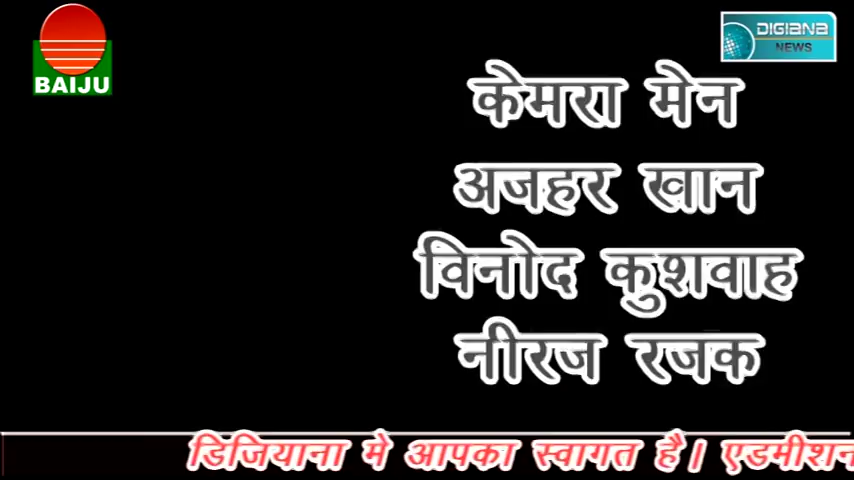 BAIJU
DIGIANA
NEWS
केमरा मेन
अजहर खान
विनोद कुशवाह
नीरज रजक
डिजियाना मे आपका स्वागत है। एडमीशन